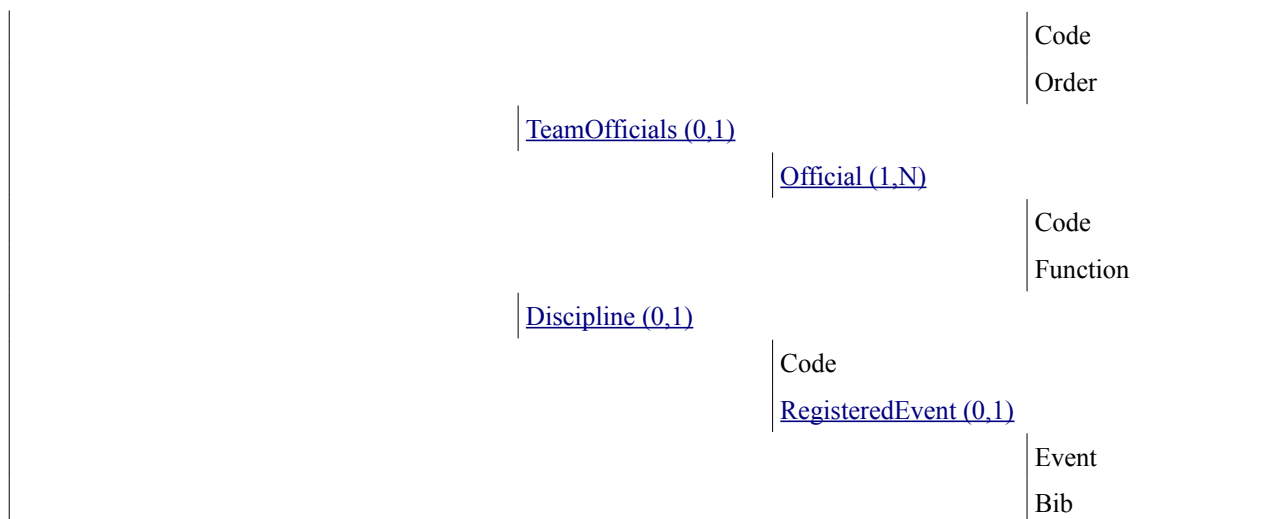 Code
Order
TeamOfficials (0,1)
Official (1,N)
Code
Function
Discipline (0,1)
Code
RegisteredEvent (0,1)
Event
Bib